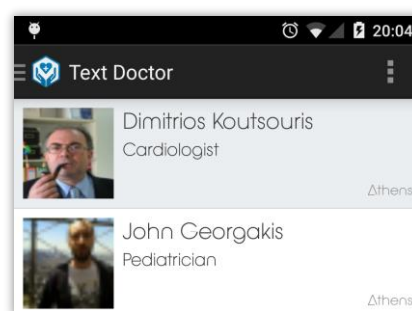 20:04
Text Doctor
Dimitrios Koutsouris
Cardiologist
Athens
John Georgakis
Pediatrician
Athens